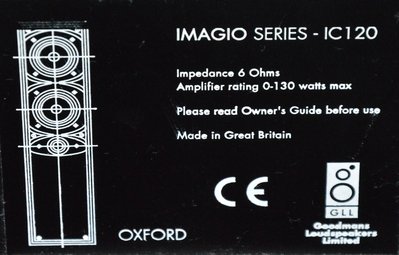 IMAGIO SERIES - IC120
Impedance 6 Ohms
Amplifier rating 0-130 watts max
Please read Owner's Guide before use
Made in Great Britain
CE
GLL
OXFORD
Goodmans
Loudspeakers
Limited